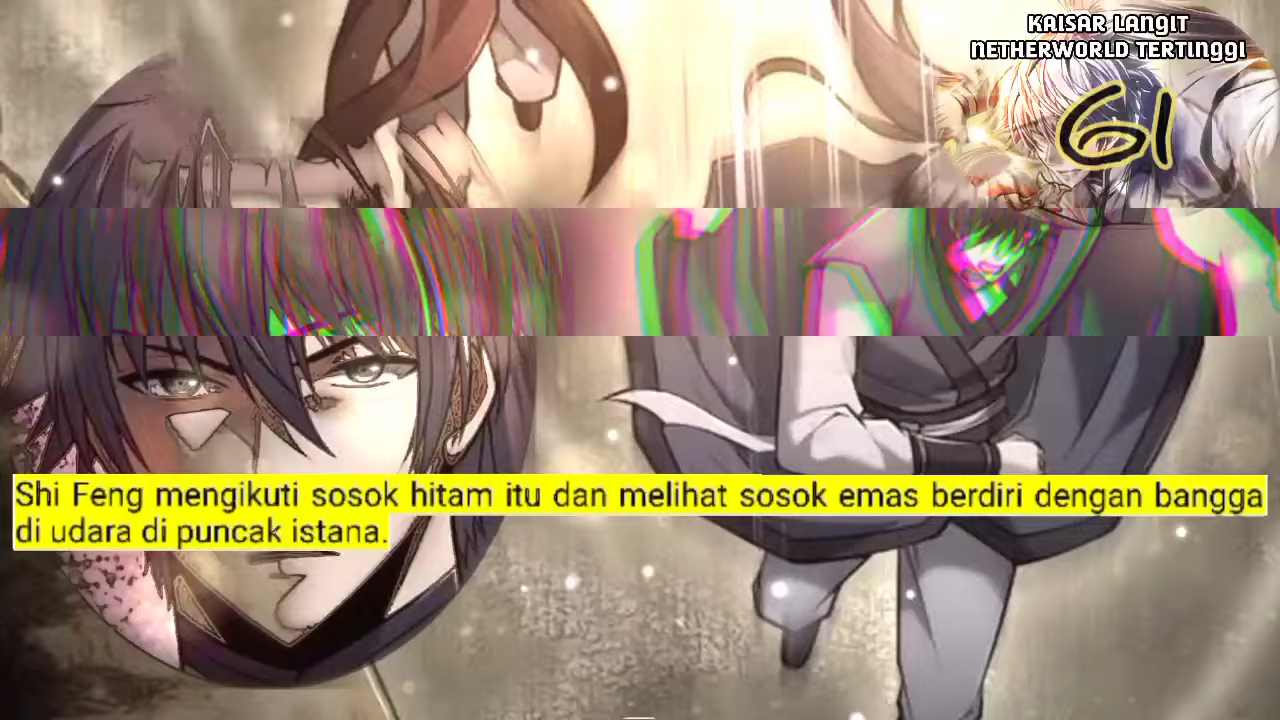 KAISAR LANGIT
NETHERWORLD TERTINGGI
61
Shi Feng mengikuti sosok hitam itu dan melihat sosok emas berdiri dengan bangga
di udara di puncak istana.